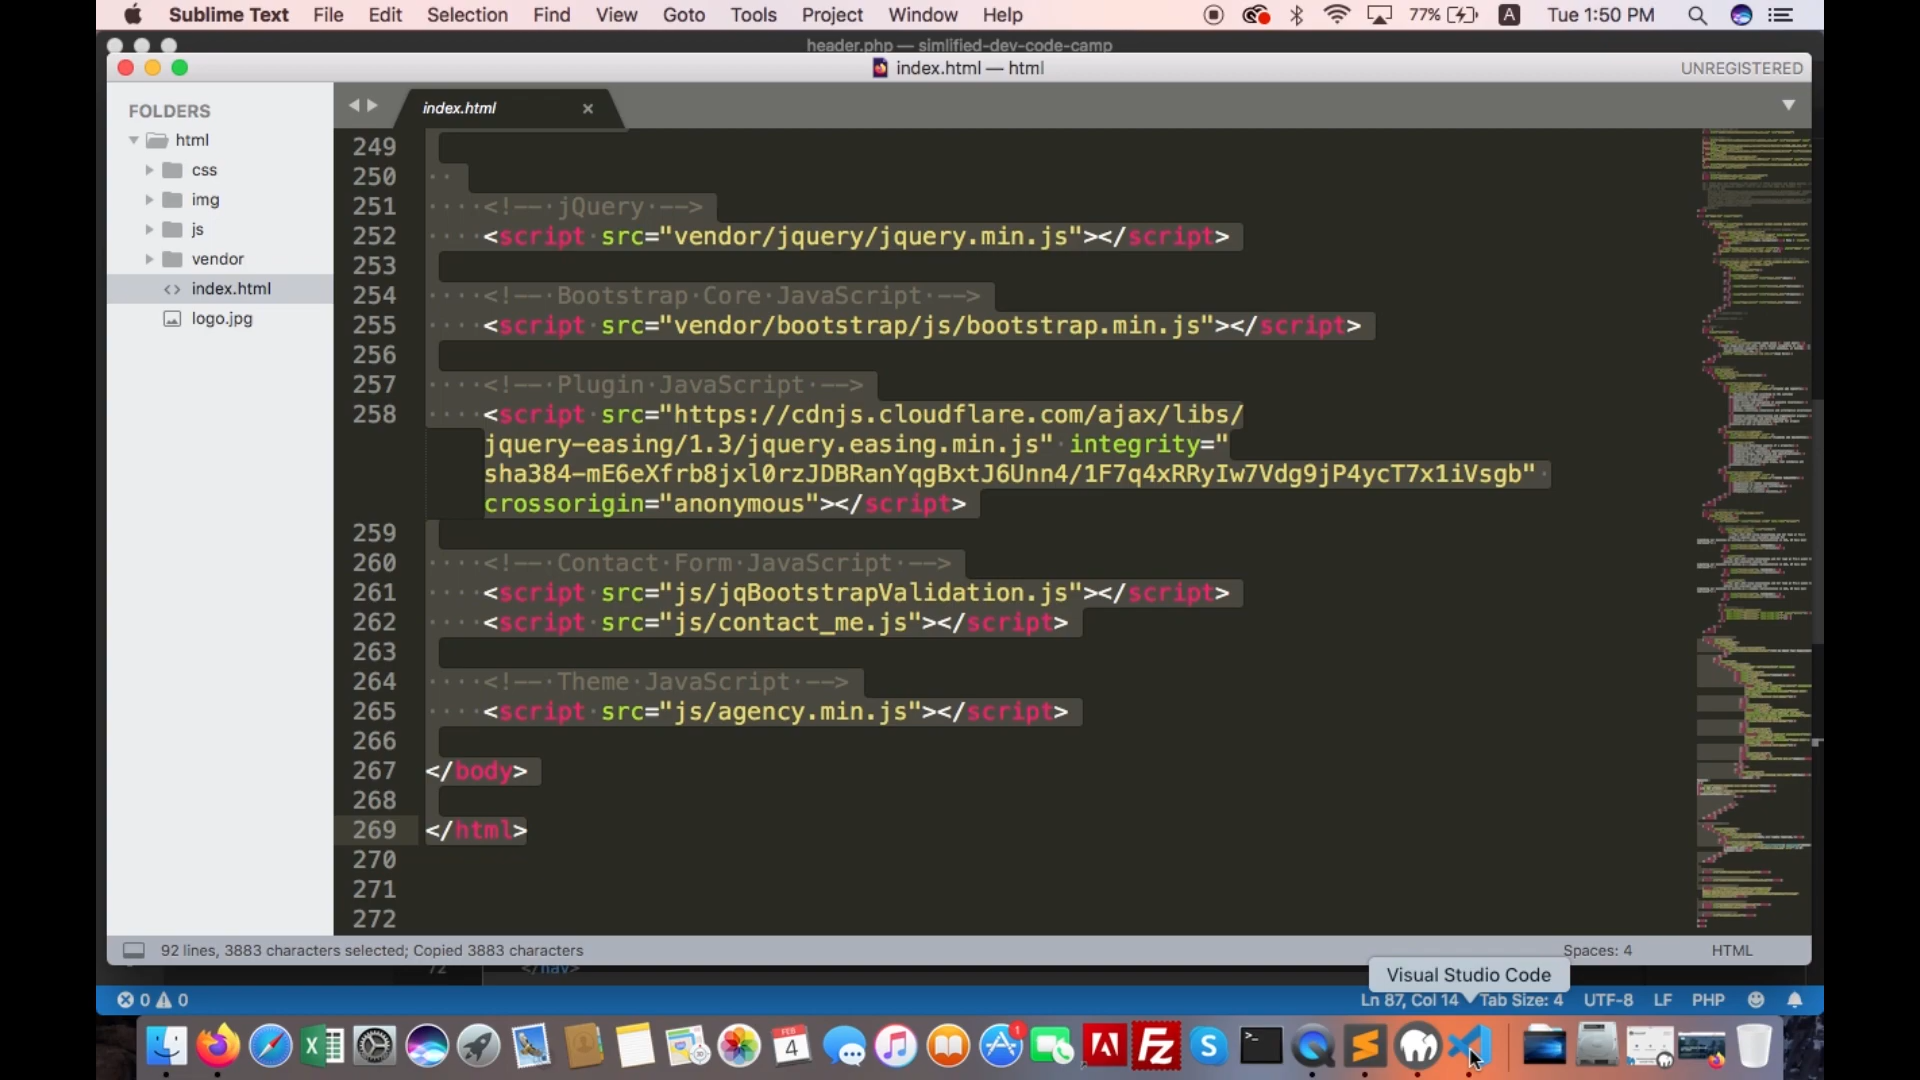 Sublime Text File Edit Selection Find View Goto Tools Project Window Help 77% A Tue 1:50 PM
header.php — simlified-dev-code-camp
index.html — html UNREGISTERED
FOLDERS
html
css
img
js
vendor
index.html
logo.jpg
index.html ×
249
250
251 <!-- jQuery -->
252 <script src="vendor/jquery/jquery.min.js"></script>
253
254 <!-- Bootstrap Core JavaScript -->
255 <script src="vendor/bootstrap/js/bootstrap.min.js"></script>
256
257 <!-- Plugin JavaScript -->
258 <script src="https://cdnjs.cloudflare.com/ajax/libs/
jquery-easing/1.3/jquery.easing.min.js" integrity="
sha384-mE6eXfrb8jxl0rzJDBRanYqgBxtJ6Unn4/1F7q4xRRyIw7Vdg9jP4ycT7x1iVsgb"
crossorigin="anonymous"></script>
259
260 <!-- Contact Form JavaScript -->
261 <script src="js/jqBootstrapValidation.js"></script>
262 <script src="js/contact_me.js"></script>
263
264 <!-- Theme JavaScript -->
265 <script src="js/agency.min.js"></script>
266
267 </body>
268
269 </html>
270
271
272
92 lines, 3883 characters selected; Copied 3883 characters Spaces: 4 HTML
72 </nav>
Visual Studio Code
0 0 Ln 87, Col 14 Tab Size: 4 UTF-8 LF PHP
FEB
4
1